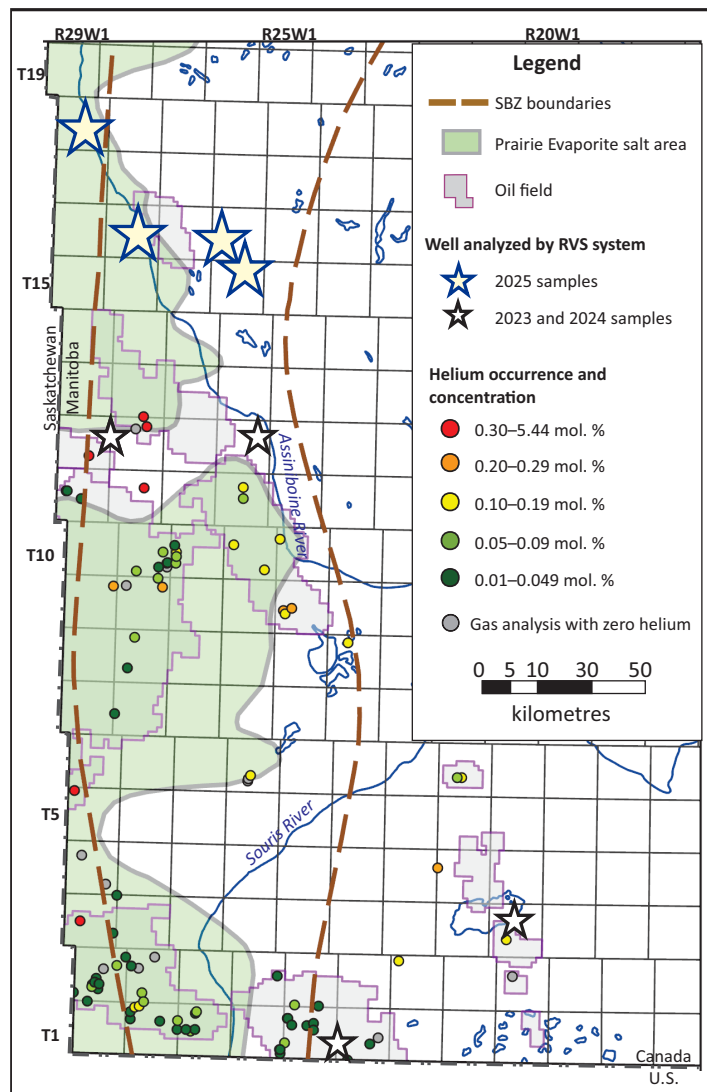 R29W1 R25W1 R20W1
T19
T15
T10
T5
T1
Saskatchewan
Manitoba
Assiniboine River
Souris River
Canada
U.S.
Legend
SBZ boundaries
Prairie Evaporite salt area
Oil field
Well analyzed by RVS system
2025 samples
2023 and 2024 samples
Helium occurrence and
concentration
0.30–5.44 mol. %
0.20–0.29 mol. %
0.10–0.19 mol. %
0.05–0.09 mol. %
0.01–0.049 mol. %
Gas analysis with zero helium
0 5 10 30 50
kilometres